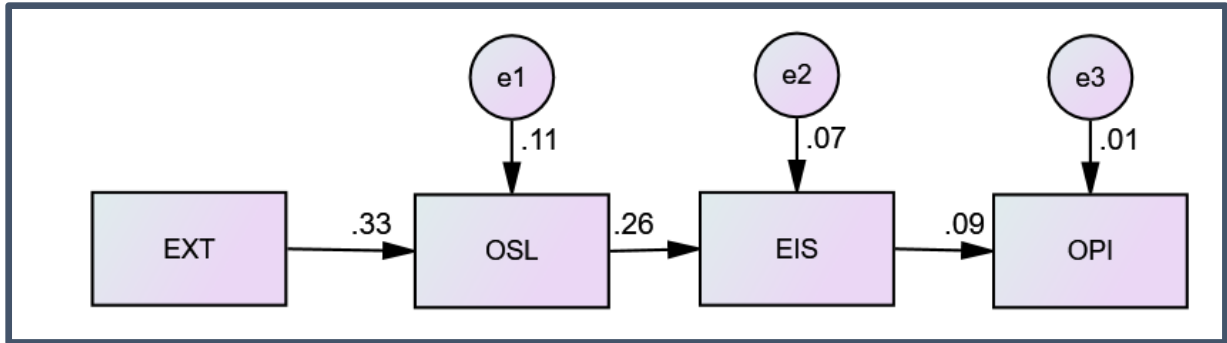 e1
e2
e3
.11
.07
.01
EXT
.33
OSL
.26
EIS
.09
OPI